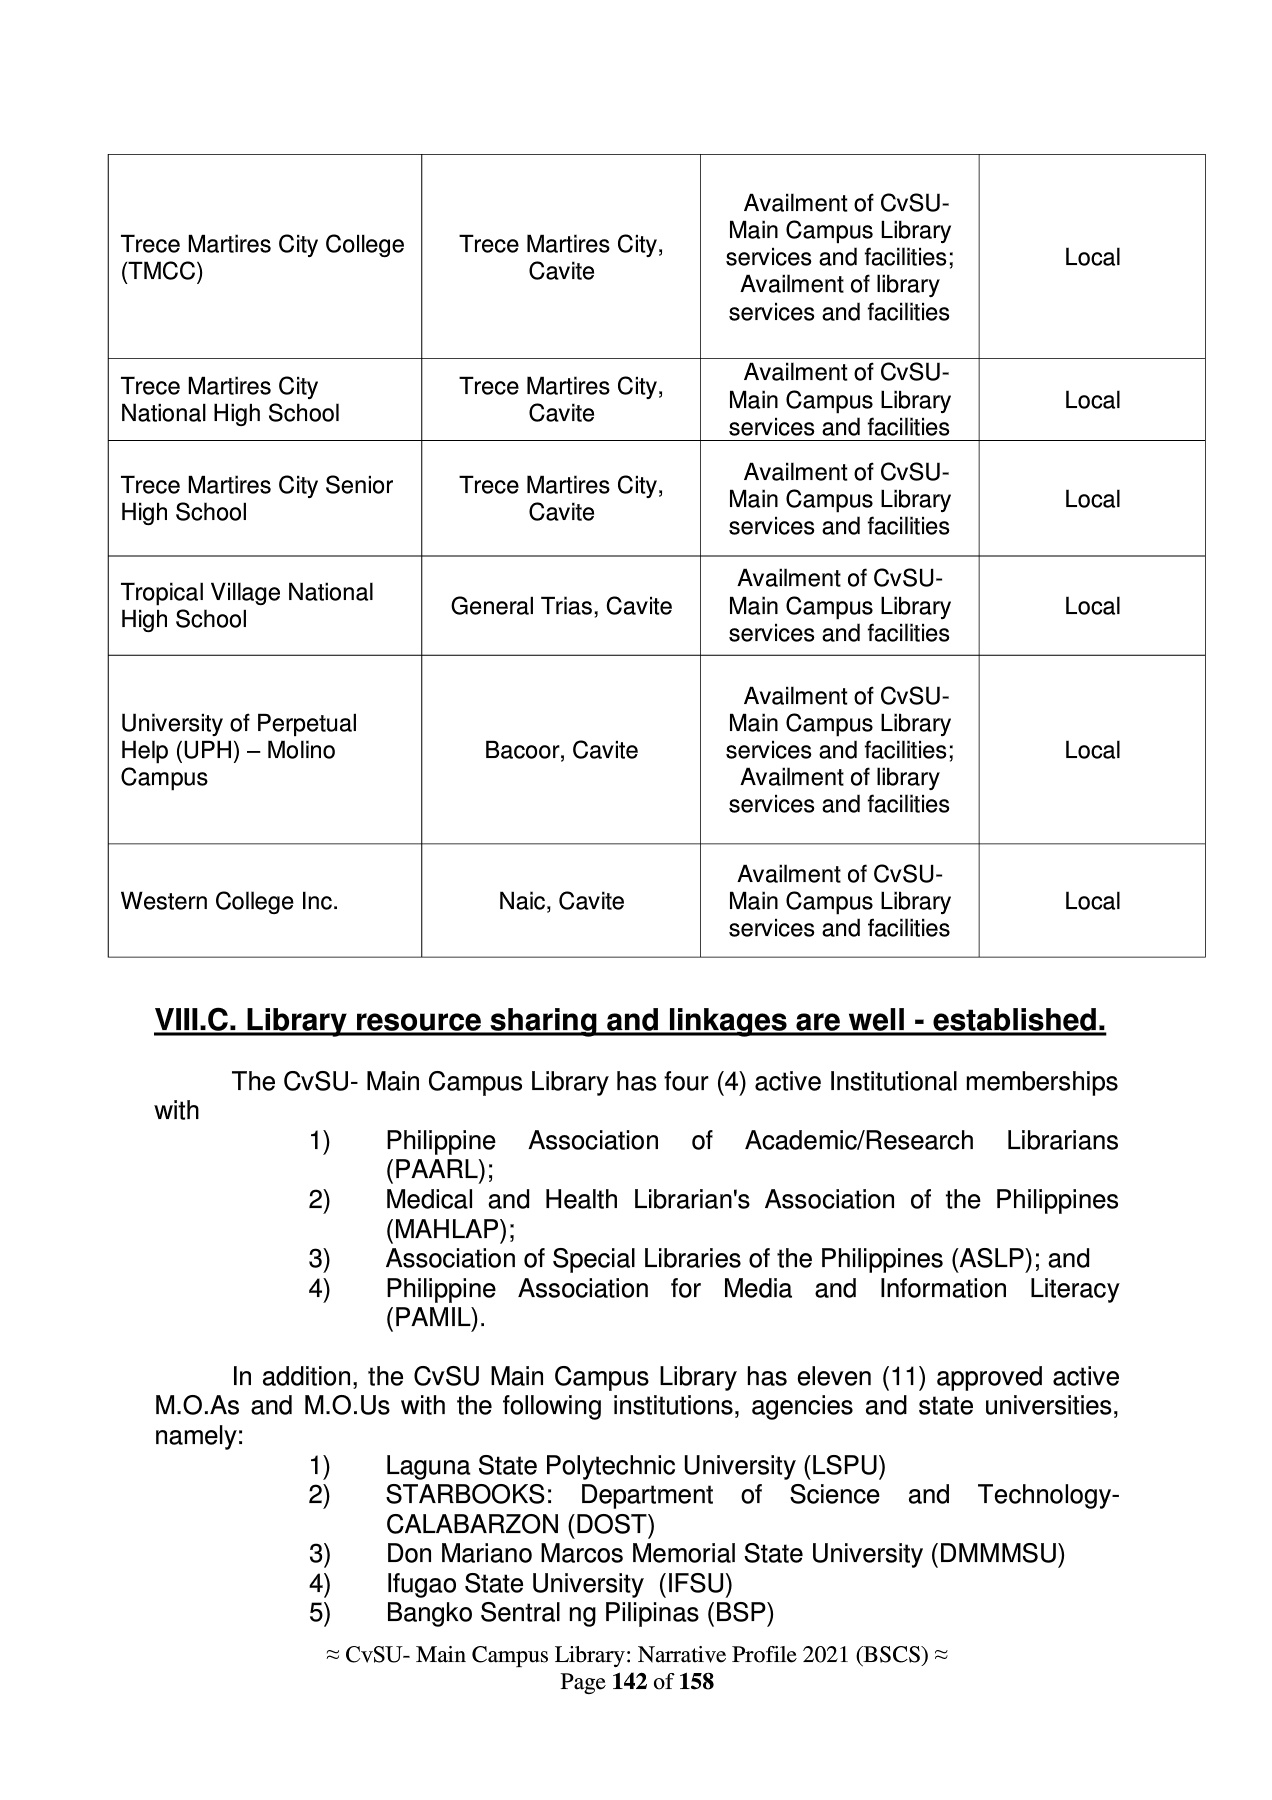 Trece Martires City College
(TMCC)
Trece Martires City,
Cavite
Availment of CvSU-
Main Campus Library
services and facilities;
Availment of library
services and facilities
Local
Trece Martires City
National High School
Trece Martires City,
Cavite
Availment of CvSU-
Main Campus Library
services and facilities
Local
Trece Martires City Senior
High School
Trece Martires City,
Cavite
Availment of CvSU-
Main Campus Library
services and facilities
Local
Tropical Village National
High School
General Trias, Cavite
Availment of CvSU-
Main Campus Library
services and facilities
Local
University of Perpetual
Help (UPH) – Molino
Campus
Bacoor, Cavite
Availment of CvSU-
Main Campus Library
services and facilities;
Availment of library
services and facilities
Local
Western College Inc.
Naic, Cavite
Availment of CvSU-
Main Campus Library
services and facilities
Local
VIII.C. Library resource sharing and linkages are well - established.
The CvSU- Main Campus Library has four (4) active Institutional memberships
with
1) Philippine Association of Academic/Research Librarians
(PAARL);
2) Medical and Health Librarian's Association of the Philippines
(MAHLAP);
3) Association of Special Libraries of the Philippines (ASLP); and
4) Philippine Association for Media and Information Literacy
(PAMIL).
In addition, the CvSU Main Campus Library has eleven (11) approved active
M.O.As and M.O.Us with the following institutions, agencies and state universities,
namely:
1) Laguna State Polytechnic University (LSPU)
2) STARBOOKS: Department of Science and Technology-
CALABARZON (DOST)
3) Don Mariano Marcos Memorial State University (DMMMSU)
4) Ifugao State University (IFSU)
5) Bangko Sentral ng Pilipinas (BSP)
≈ CvSU- Main Campus Library: Narrative Profile 2021 (BSCS) ≈
Page 142 of 158